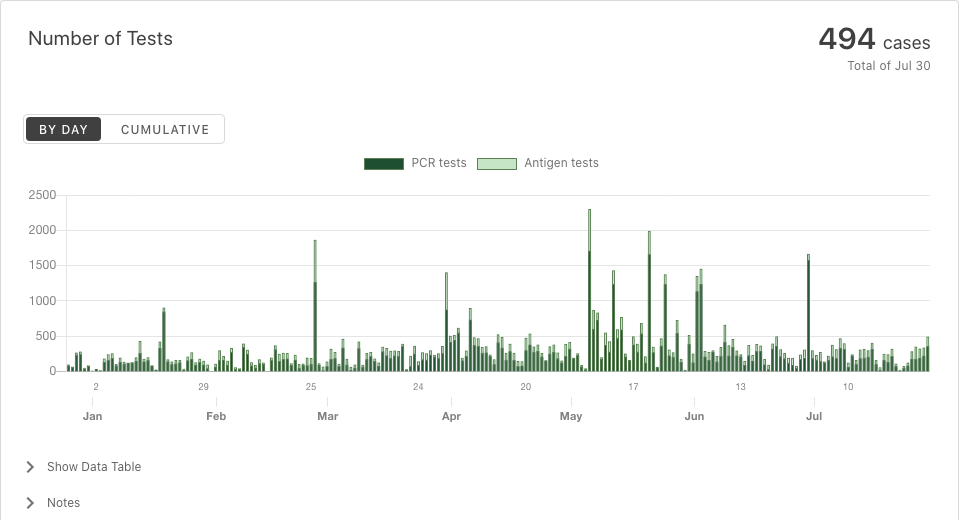 Number of Tests
494 cases
Total of Jul 30
BY DAY CUMULATIVE
PCR tests Antigen tests
2500
2000
1500
1000
500
0
2 29 25 24 20 17 13 10
Jan Feb Mar Apr May Jun Jul
Show Data Table
Notes